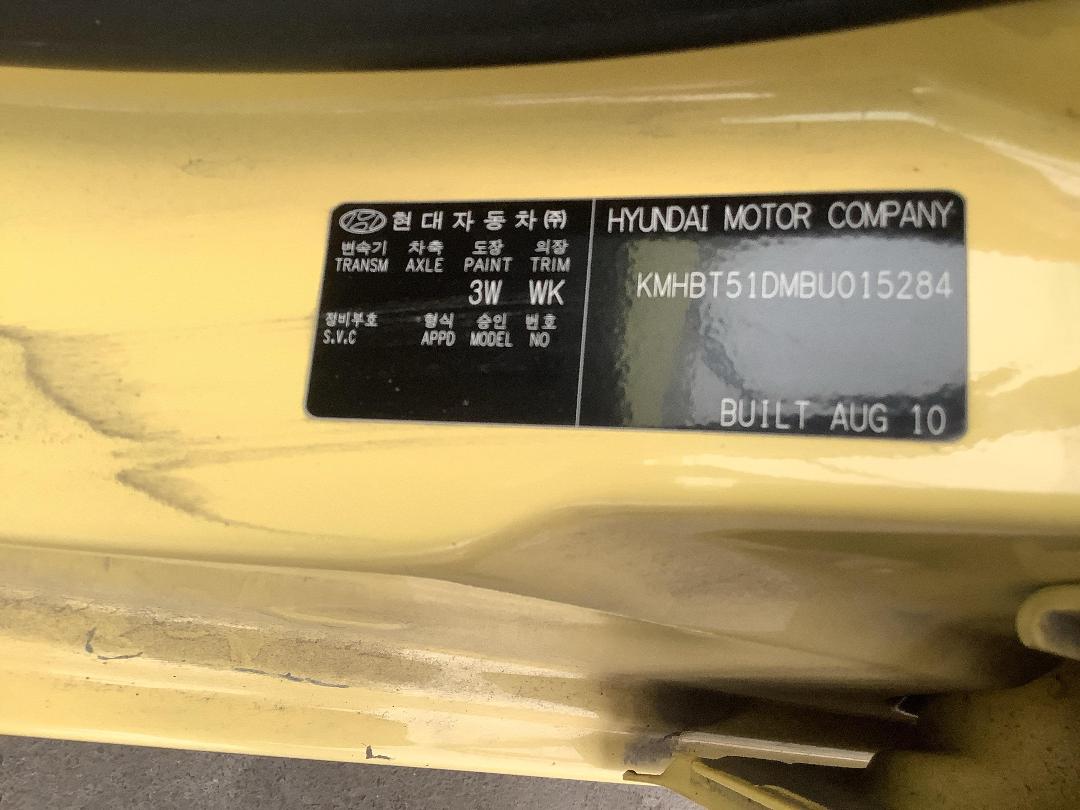 현대자동차㈜
변속기 차축 도장 의장
TRANSM AXLE PAINT TRIM
3W WK
정비부호 형식 승인 번호
S.V.C APPD MODEL NO
HYUNDAI MOTOR COMPANY
KMHBT51DMBU015284
BUILT AUG 10